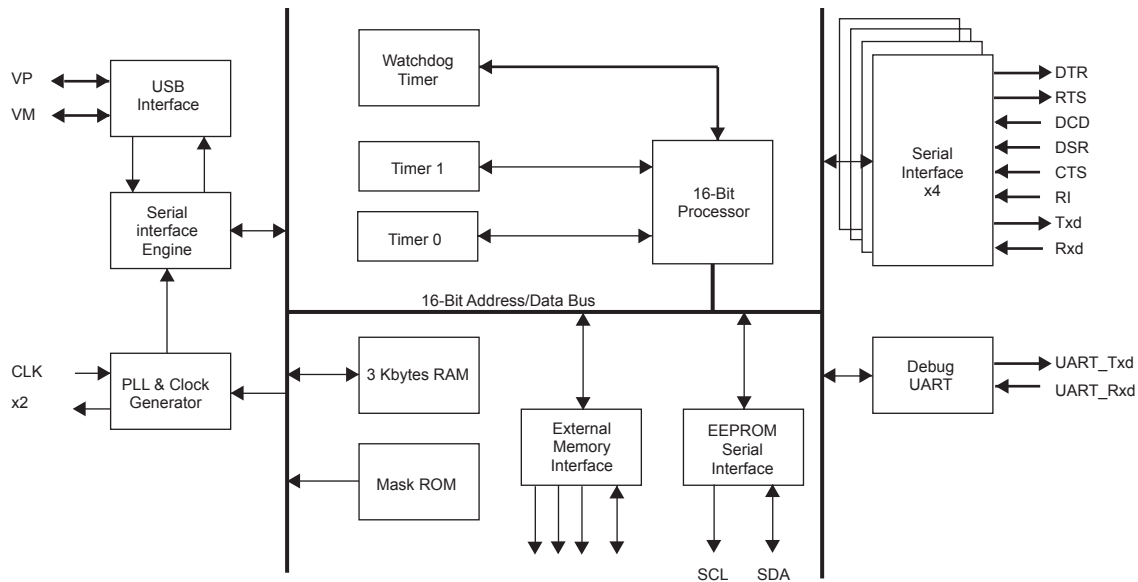 VP
VM
USB
Interface
Serial
interface
Engine
CLK
x2
PLL & Clock
Generator
Watchdog
Timer
Timer 1
Timer 0
16-Bit
Processor
16-Bit Address/Data Bus
3 Kbytes RAM
Mask ROM
External
Memory
Interface
EEPROM
Serial
Interface
SCL
SDA
Serial
Interface
x4
DTR
RTS
DCD
DSR
CTS
RI
Txd
Rxd
Debug
UART
UART_Txd
UART_Rxd